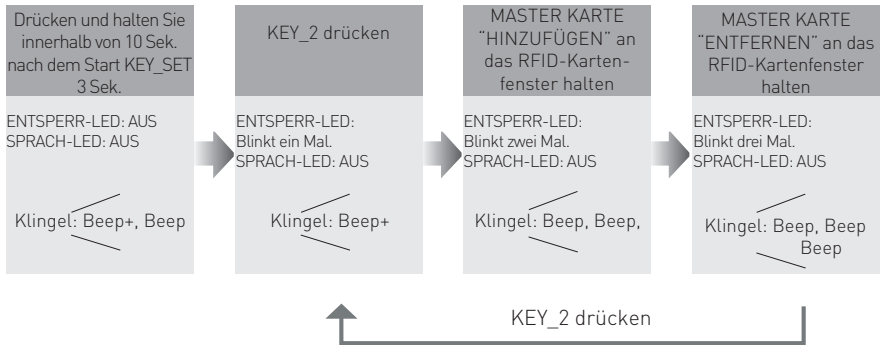 Drücken und halten Sie
innerhalb von 10 Sek.
nach dem Start KEY_SET
3 Sek.
ENTSPERR-LED: AUS
SPRACH-LED: AUS
Klingel: Beep+, Beep
KEY_2 drücken
ENTSPERR-LED:
Blinkt ein Mal.
SPRACH-LED: AUS
Klingel: Beep+
MASTER KARTE
“HINZUFÜGEN” an
das RFID-Karten-
fenster halten
ENTSPERR-LED:
Blinkt zwei Mal.
SPRACH-LED: AUS
Klingel: Beep, Beep,
MASTER KARTE
“ENTFERNEN” an das
RFID-Kartenfenster
halten
ENTSPERR-LED:
Blinkt drei Mal.
SPRACH-LED: AUS
Klingel: Beep, Beep
Beep
KEY_2 drücken